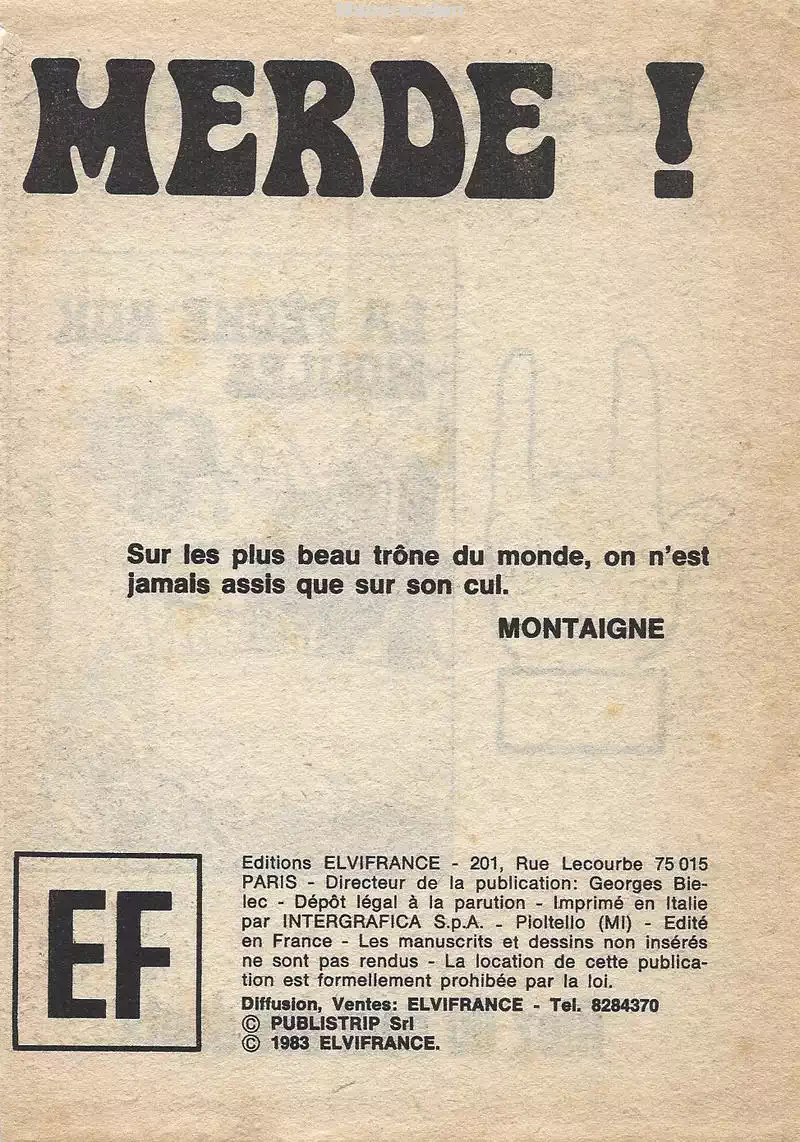 MERDE !
Sur les plus beau trône du monde, on n'est
jamais assis que sur son cul.
MONTAIGNE
EF
Editions ELVIFRANCE - 201, Rue Lecourbe 75 015
PARIS - Directeur de la publication: Georges Bie-
lec - Dépôt légal à la parution - Imprimé en Italie
par INTERGRAFICA S.p.A. - Pioltello (MI) - Edité
en France - Les manuscrits et dessins non insérés
ne sont pas rendus - La location de cette publica-
tion est formellement prohibée par la loi.
Diffusion, Ventes: ELVIFRANCE - Tel. 8284370
© PUBLISTRIP Srl
© 1983 ELVIFRANCE.